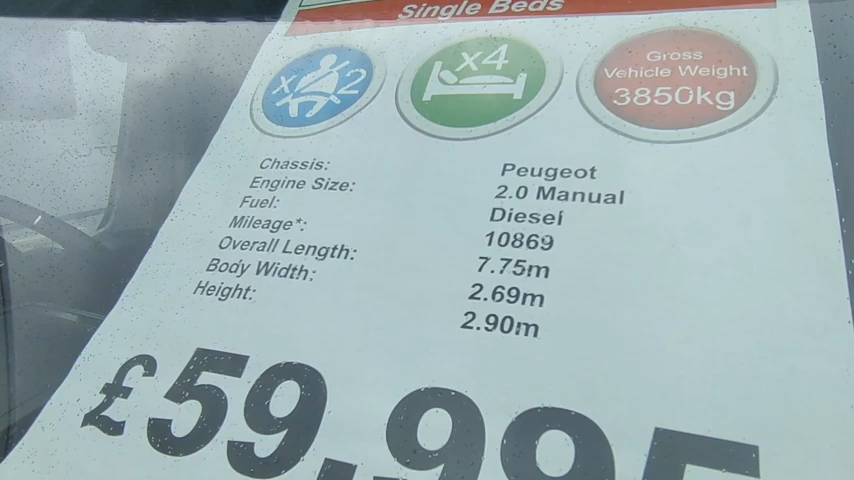 Single Beds
x2
x4
Gross
Vehicle Weight
3850kg
Chassis: Peugeot
Engine Size: 2.0 Manual
Fuel: Diesel
Mileage*: 10869
Overall Length: 7.75m
Body Width: 2.69m
Height: 2.90m
£59,995